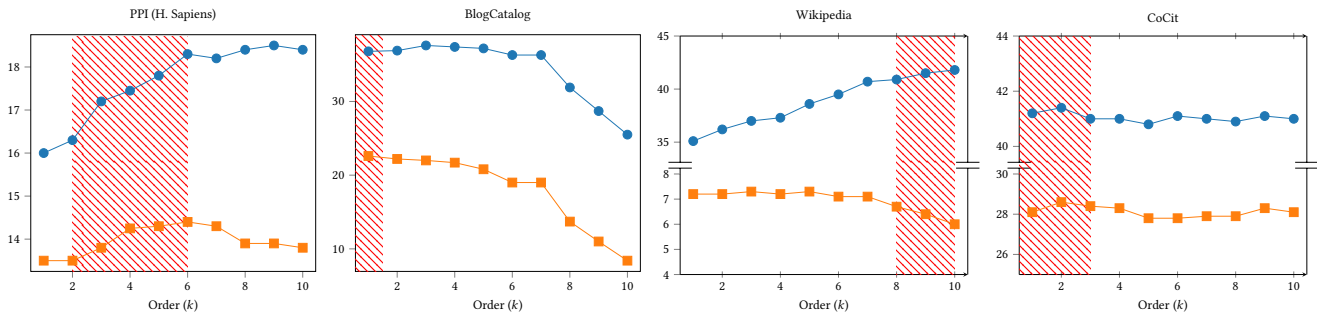 PPI (H. Sapiens)
18
17
16
15
14
2 4 6 8 10
Order (k)
BlogCatalog
30
20
10
2 4 6 8 10
Order (k)
Wikipedia
45
40
35
8
7
6
5
4
2 4 6 8 10
Order (k)
CoCit
44
42
40
30
28
26
2 4 6 8 10
Order (k)